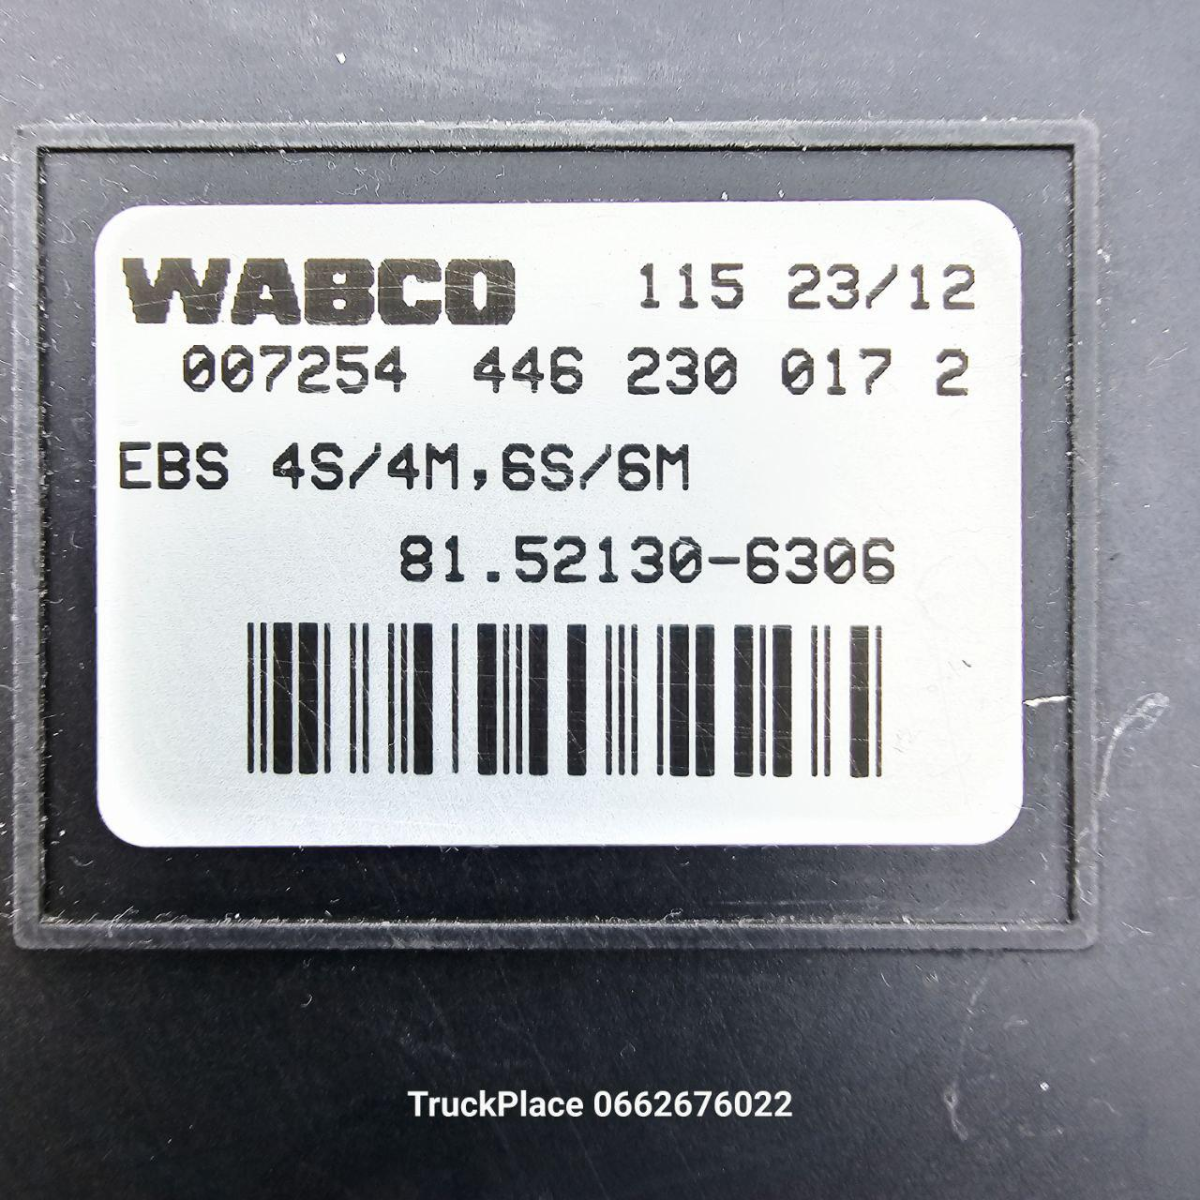 WABCO 115 23/12
007254 446 230 017 2
EBS 4S/4M,6S/6M
81.52130-6306
TruckPlace 0662676022